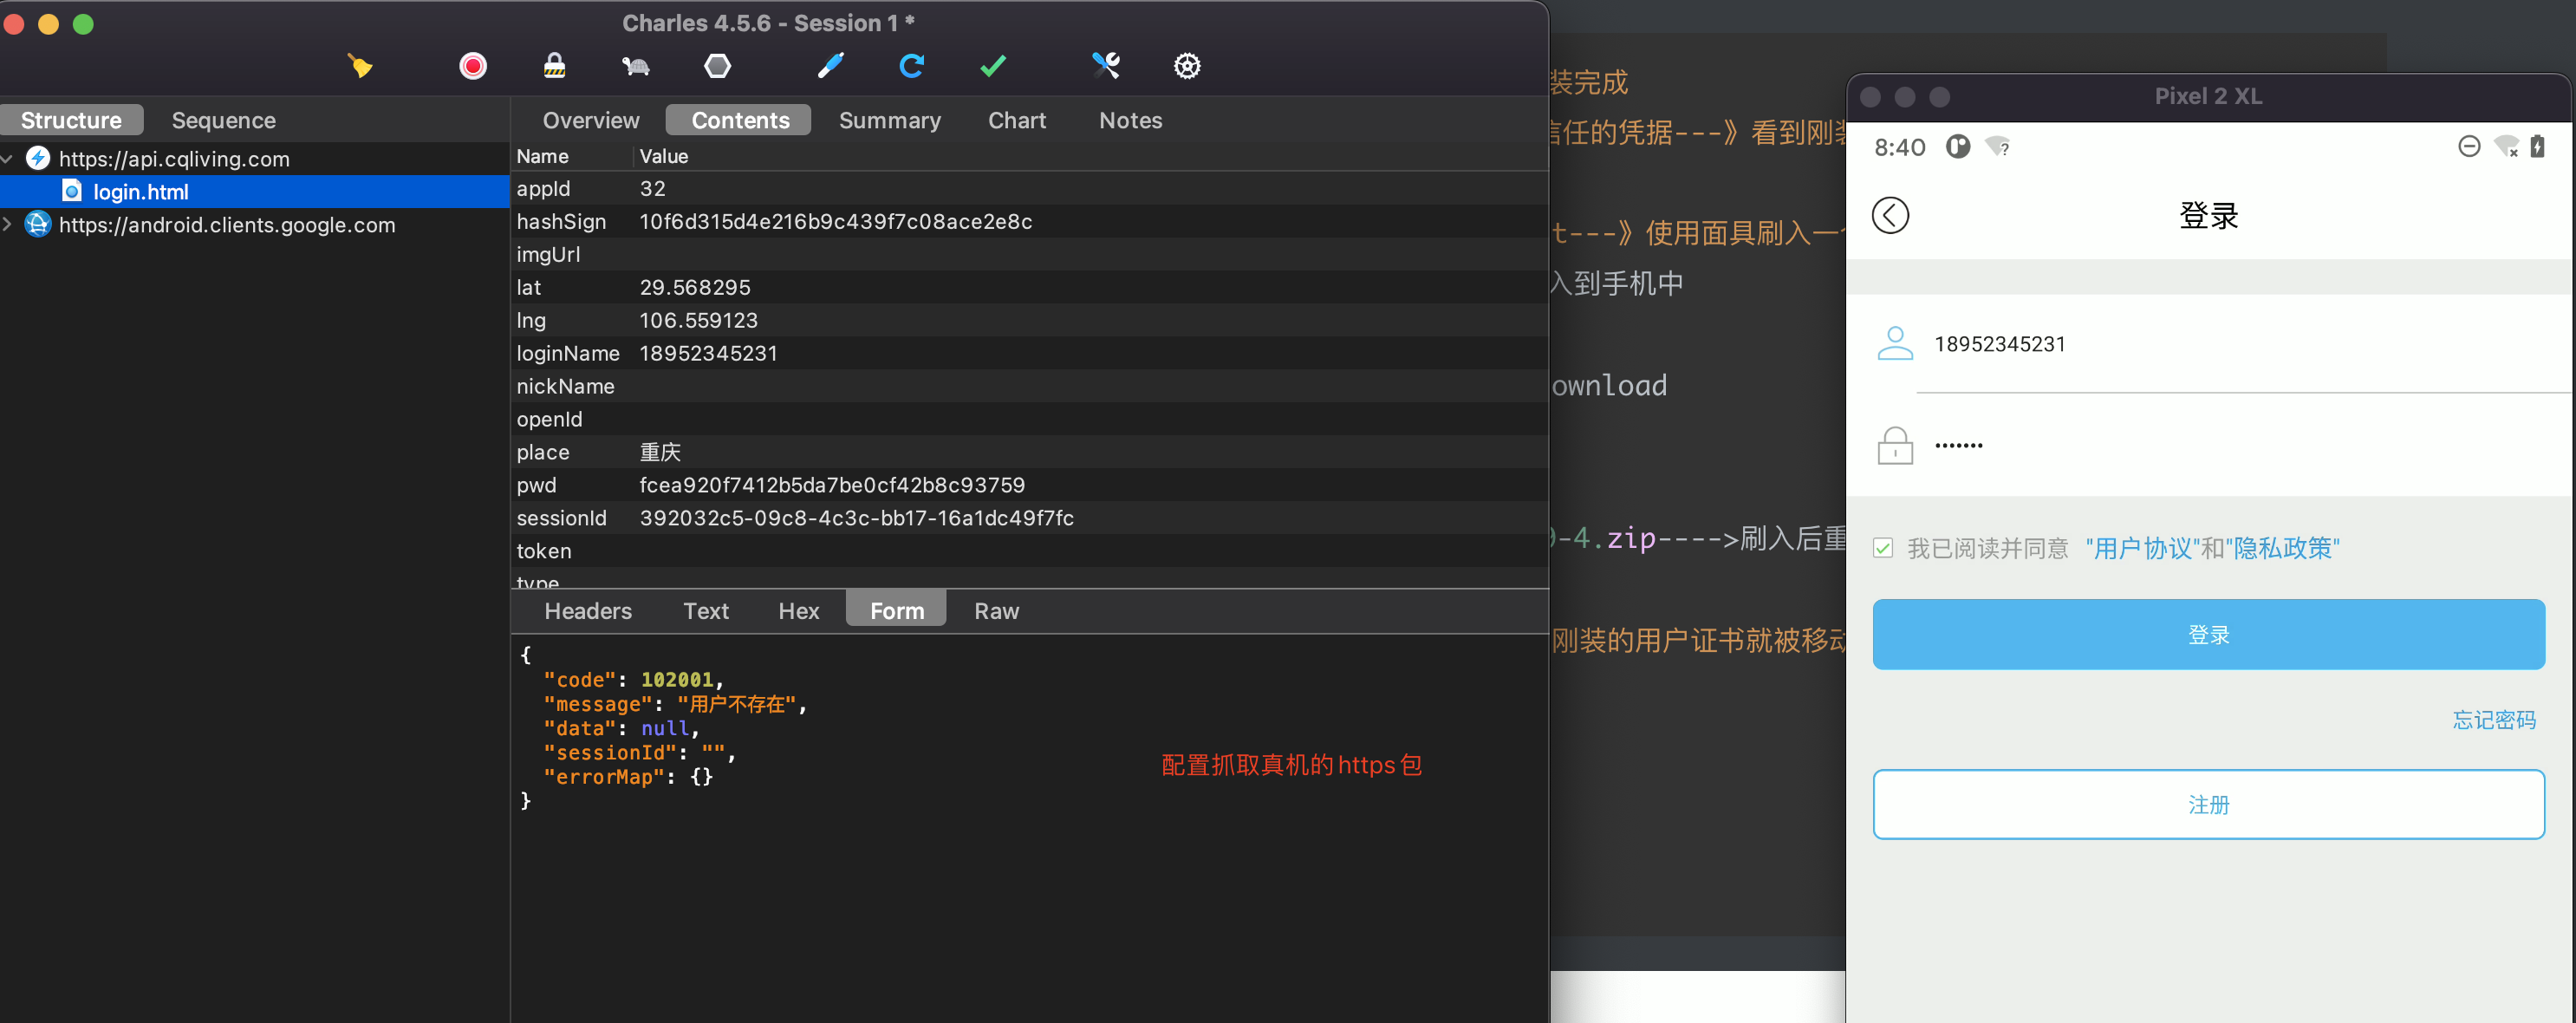 Charles 4.5.6 - Session 1 *
Structure
Sequence
https://api.cqliving.com
login.html
https://android.clients.google.com
Overview
Contents
Summary
Chart
Notes
Name Value
appId 32
hashSign 10f6d315d4e216b9c439f7c08ace2e8c
imgUrl
lat 29.568295
lng 106.559123
loginName 18952345231
nickName
openId
place 重庆
pwd fcea920f7412b5da7be0cf42b8c93759
sessionId 392032c5-09c8-4c3c-bb17-16a1dc49f7fc
token
type
Headers
Text
Hex
Form
Raw
{
"code": 102001,
"message": "用户不存在",
"data": null,
"sessionId": "",
"errorMap": {}
}
配置抓取真机的https包
装完成
信任的凭据---》看到刚装
t---》使用面具刷入一个
入到手机中
ownload
-4.zip---->刷入后重
刚装的用户证书就被移动
Pixel 2 XL
8:40
登录
18952345231
•••••••
我已阅读并同意 "用户协议"和"隐私政策"
登录
忘记密码
注册